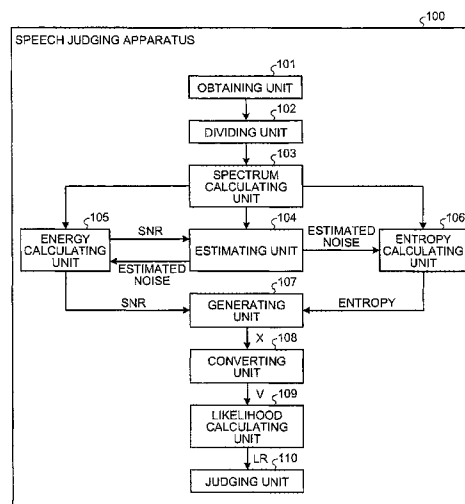 100
SPEECH JUDGING APPARATUS
101
OBTAINING UNIT
102
DIVIDING UNIT
103
SPECTRUM
CALCULATING
UNIT
105
ENERGY
CALCULATING
UNIT
SNR
ESTIMATED
NOISE
104
ESTIMATING UNIT
ESTIMATED
NOISE
106
ENTROPY
CALCULATING
UNIT
SNR
107
GENERATING
UNIT
ENTROPY
X
108
CONVERTING
UNIT
V
109
LIKELIHOOD
CALCULATING
UNIT
LR
110
JUDGING UNIT